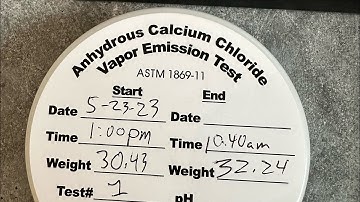 Anhydrous Calcium Chloride
Vapor Emission Test
ASTM 1869-11
Start End
Date 5-23-23 Date
Time 1:00pm Time 10:40am
Weight 30.43 Weight 32.24
Test# 1 pH